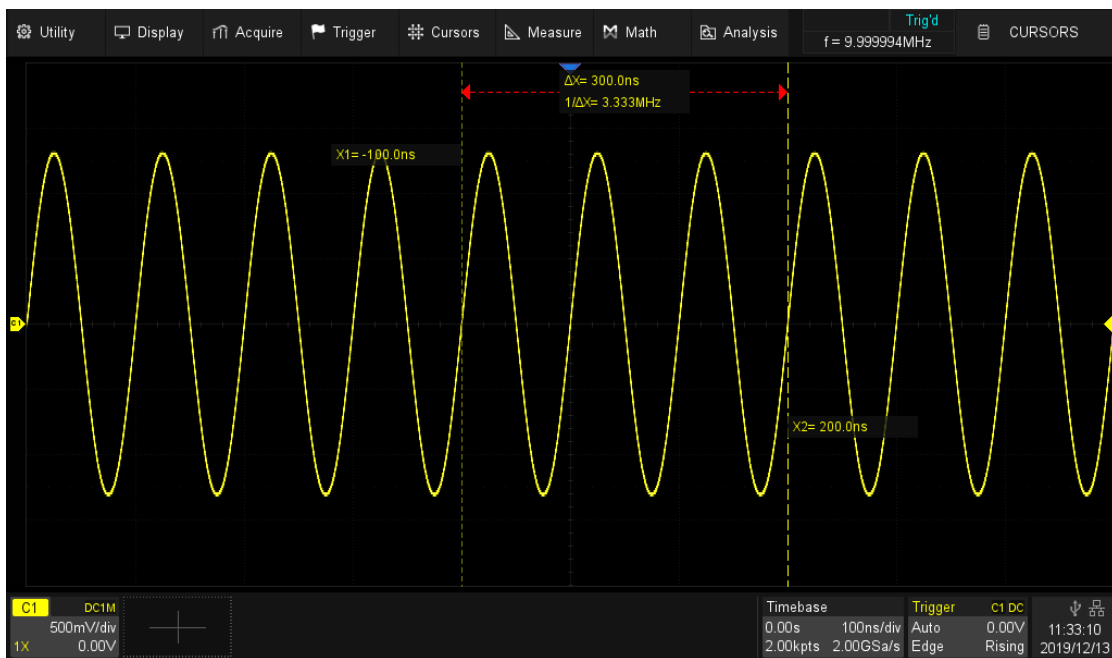 Utility Display Acquire Trigger Cursors Measure Math Analysis
Trig'd
f = 9.999994MHz
CURSORS
ΔX= 300.0ns
1/ΔX= 3.333MHz
X1= -100.0ns
C1
X2= 200.0ns
C1 DC1M
500mV/div
1X 0.00V
Timebase
0.00s 100ns/div
2.00kpts 2.00GSa/s
Trigger C1 DC
Auto 0.00V
Edge Rising
11:33:10
2019/12/13